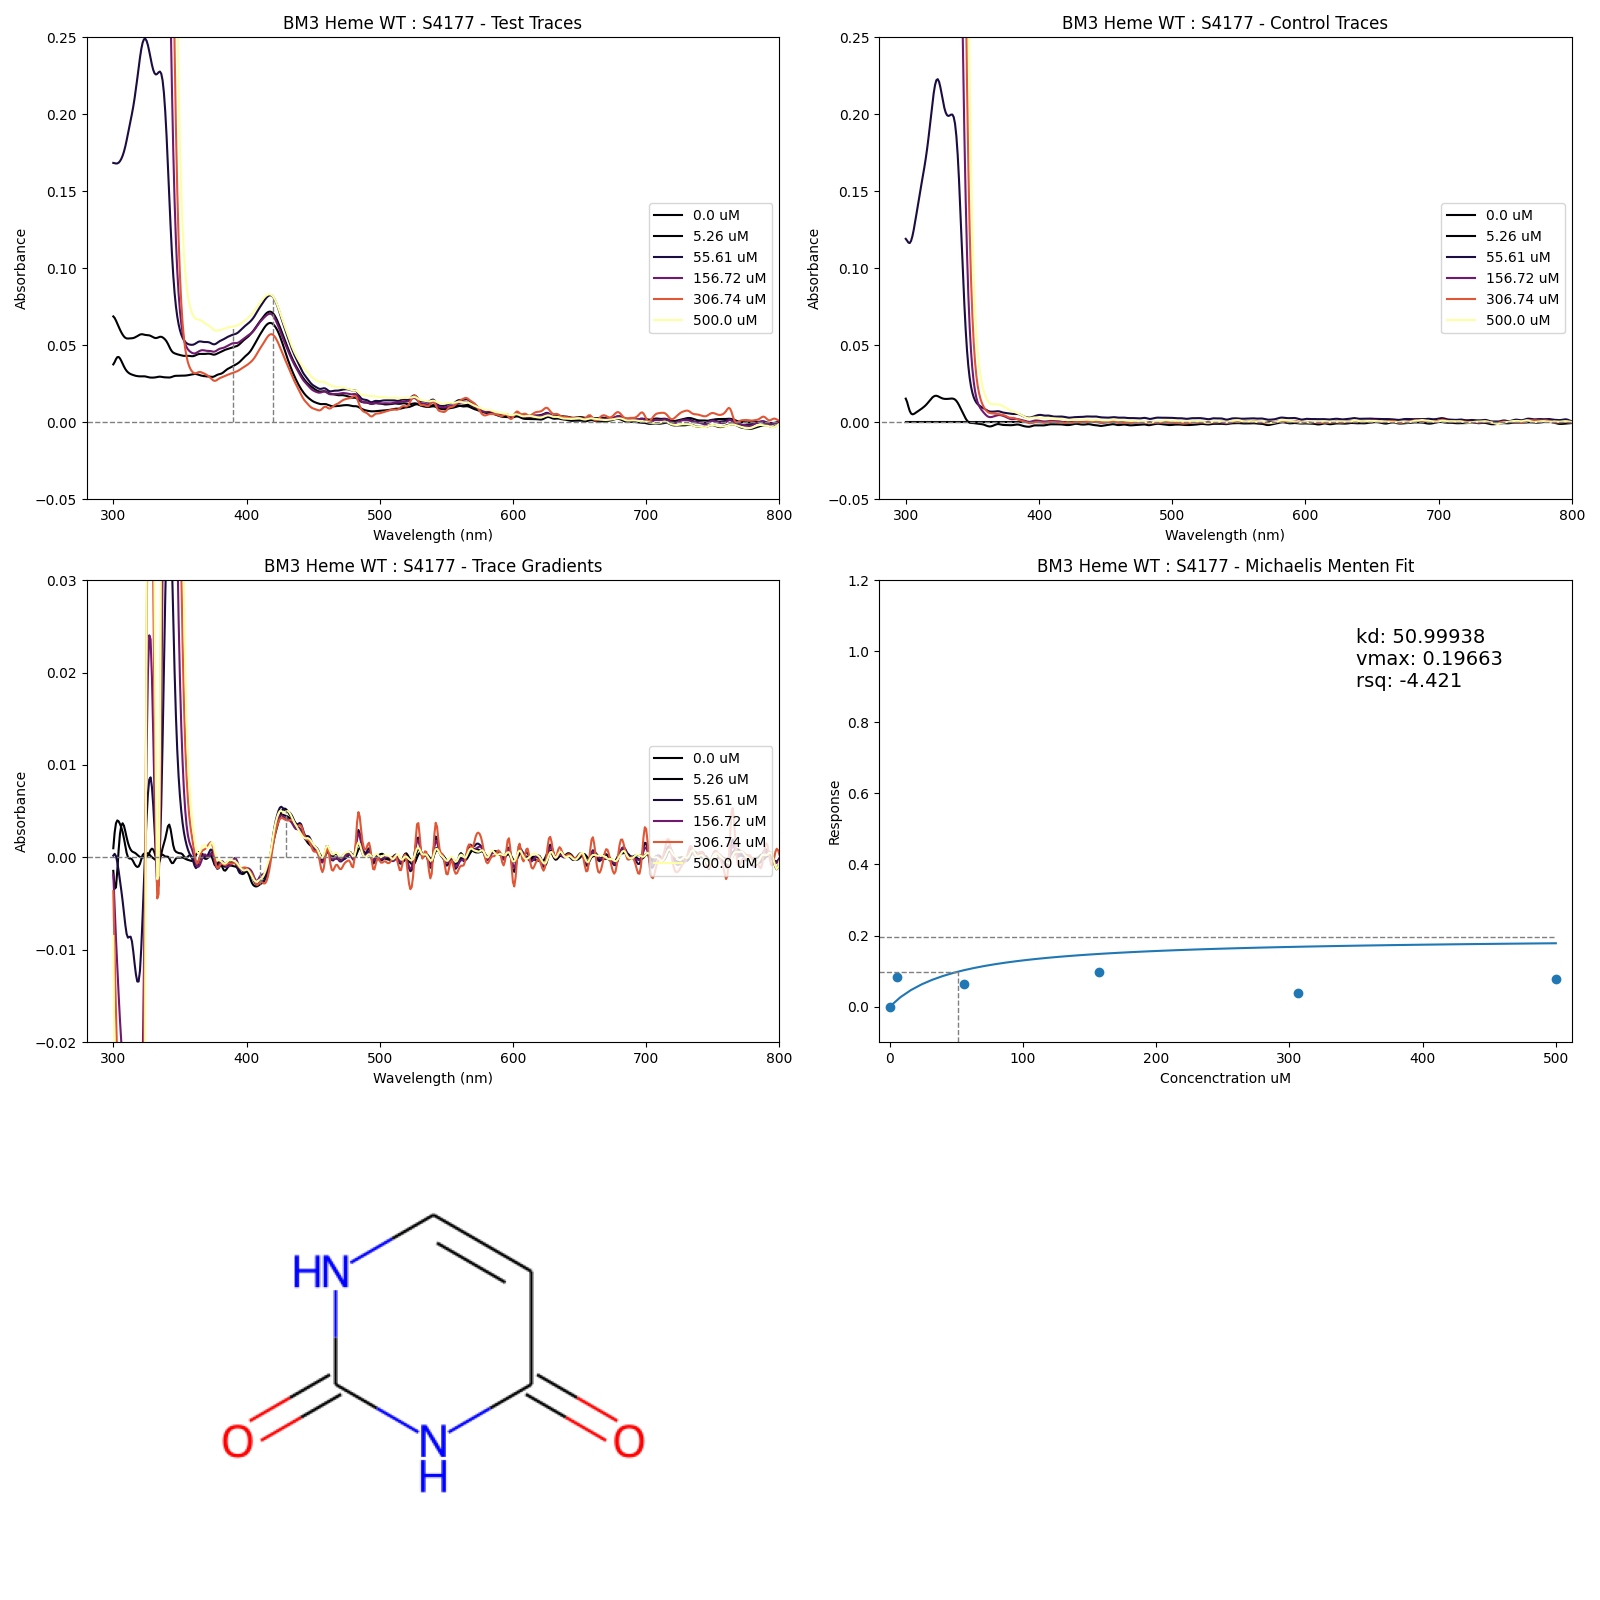 BM3 Heme WT : S4177 - Test Traces
0.25
0.20
0.15
0.10
0.05
0.00
−0.05
Absorbance
300
400
500
600
700
800
Wavelength (nm)
0.0 uM
5.26 uM
55.61 uM
156.72 uM
306.74 uM
500.0 uM
BM3 Heme WT : S4177 - Control Traces
0.25
0.20
0.15
0.10
0.05
0.00
−0.05
Absorbance
300
400
500
600
700
800
Wavelength (nm)
0.0 uM
5.26 uM
55.61 uM
156.72 uM
306.74 uM
500.0 uM
BM3 Heme WT : S4177 - Trace Gradients
0.03
0.02
0.01
0.00
−0.01
−0.02
Absorbance
300
400
500
600
700
800
Wavelength (nm)
0.0 uM
5.26 uM
55.61 uM
156.72 uM
306.74 uM
500.0 uM
BM3 Heme WT : S4177 - Michaelis Menten Fit
1.2
1.0
0.8
0.6
0.4
0.2
0.0
Response
kd: 50.99938
vmax: 0.19663
rsq: -4.421
0
100
200
300
400
500
Concenctration uM
HN
O
N
H
O